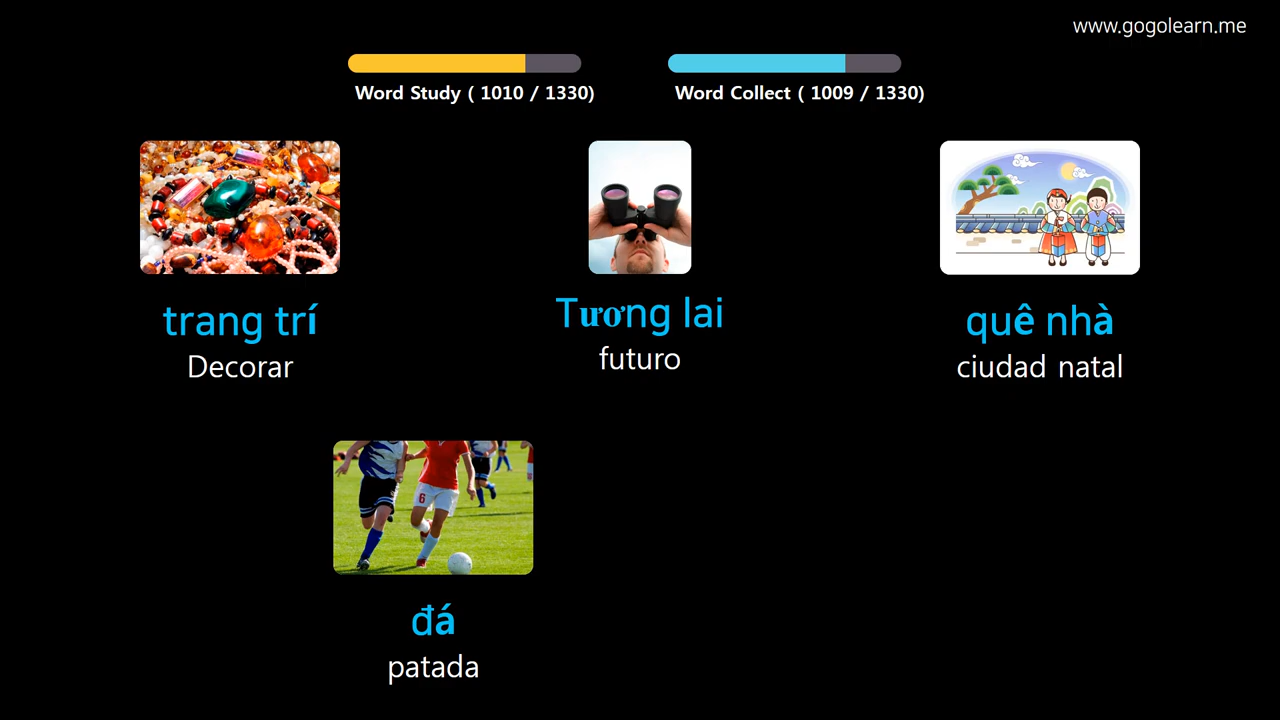 www.gogolearn.me
Word Study ( 1010 / 1330)
Word Collect ( 1009 / 1330)
trang trí
Decorar
Tương lai
futuro
quê nhà
ciudad natal
6
đá
patada